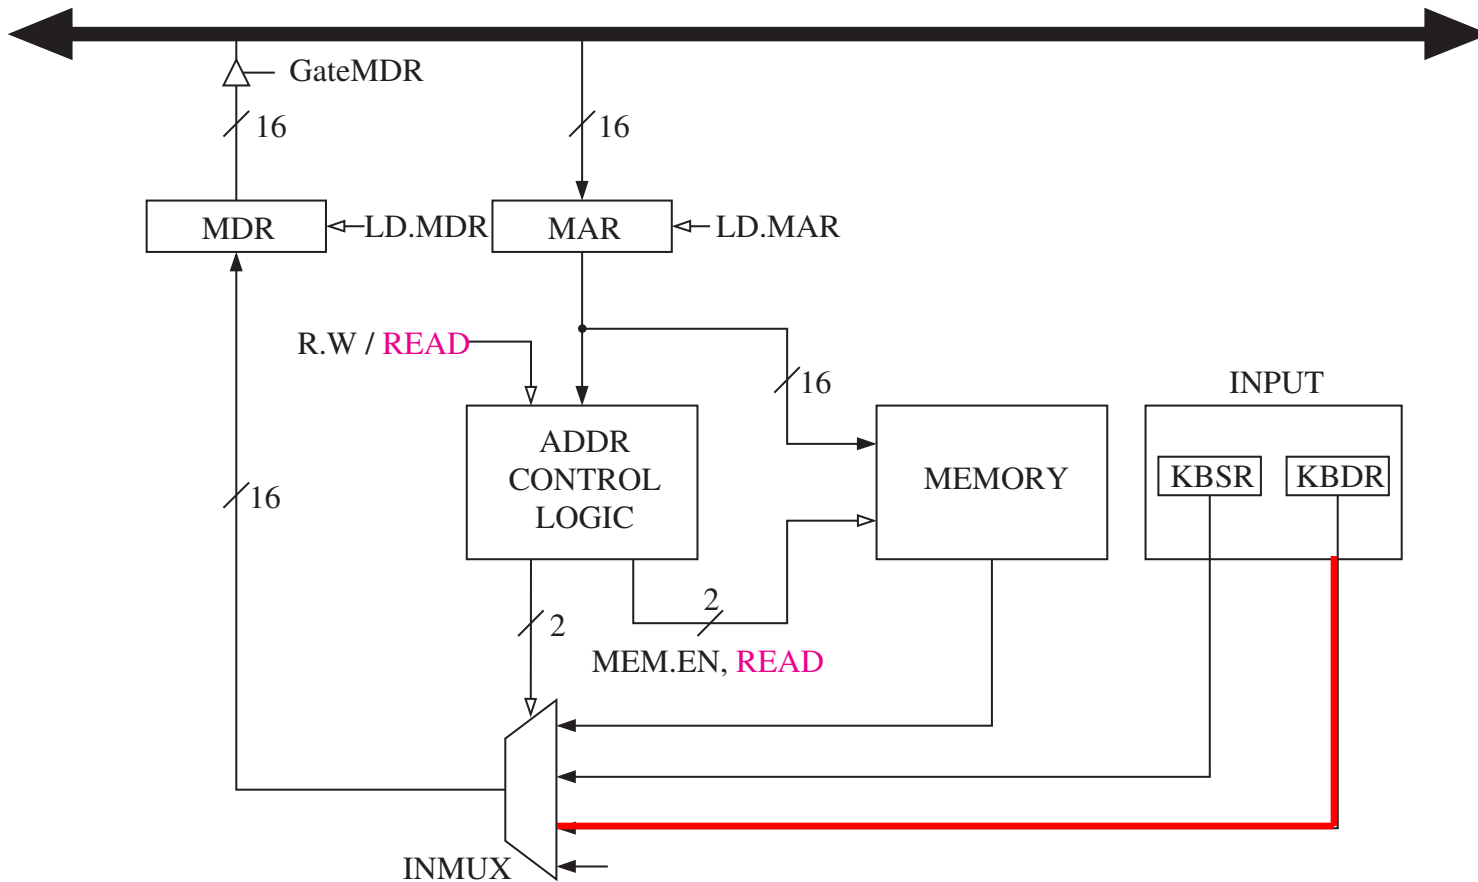 GateMDR
16
16
MDR
LD.MDR
MAR
LD.MAR
R.W / READ
16
INPUT
ADDR
CONTROL
LOGIC
MEMORY
KBSR
KBDR
16
2
2
MEM.EN, READ
INMUX